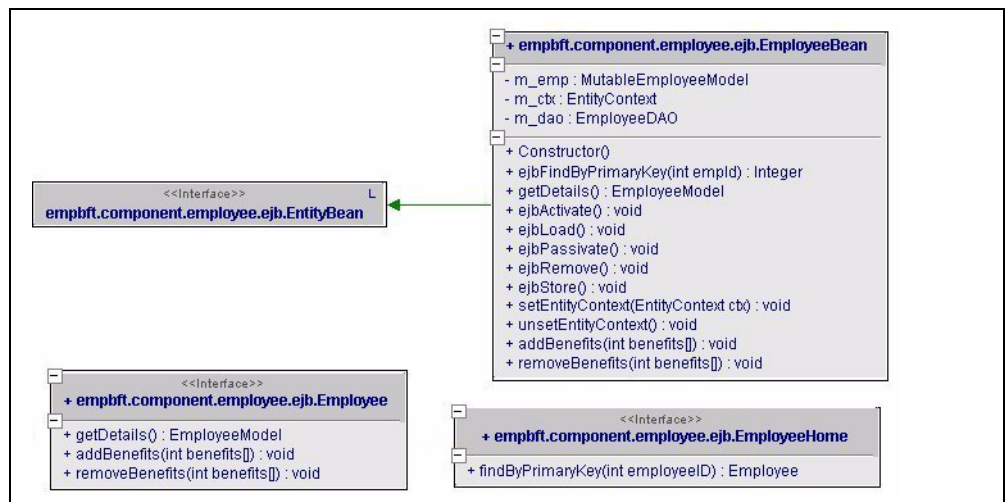 + empbft.component.employee.ejb.EmployeeBean
- m_emp : MutableEmployeeModel
- m_ctx : EntityContext
- m_dao : EmployeeDAO
+ Constructor()
+ ejbFindByPrimaryKey(int empId) : Integer
+ getDetails() : EmployeeModel
+ ejbActivate() : void
+ ejbLoad() : void
+ ejbPassivate() : void
+ ejbRemove() : void
+ ejbStore() : void
+ setEntityContext(EntityContext ctx) : void
+ unsetEntityContext() : void
+ addBenefits(int benefits[]) : void
+ removeBenefits(int benefits[]) : void
<<Interface>> L
empbft.component.employee.ejb.EntityBean
<<Interface>>
+ empbft.component.employee.ejb.Employee
+ getDetails() : EmployeeModel
+ addBenefits(int benefits[]) : void
+ removeBenefits(int benefits[]) : void
<<Interface>>
+ empbft.component.employee.ejb.EmployeeHome
+ findByPrimaryKey(int employeeID) : Employee